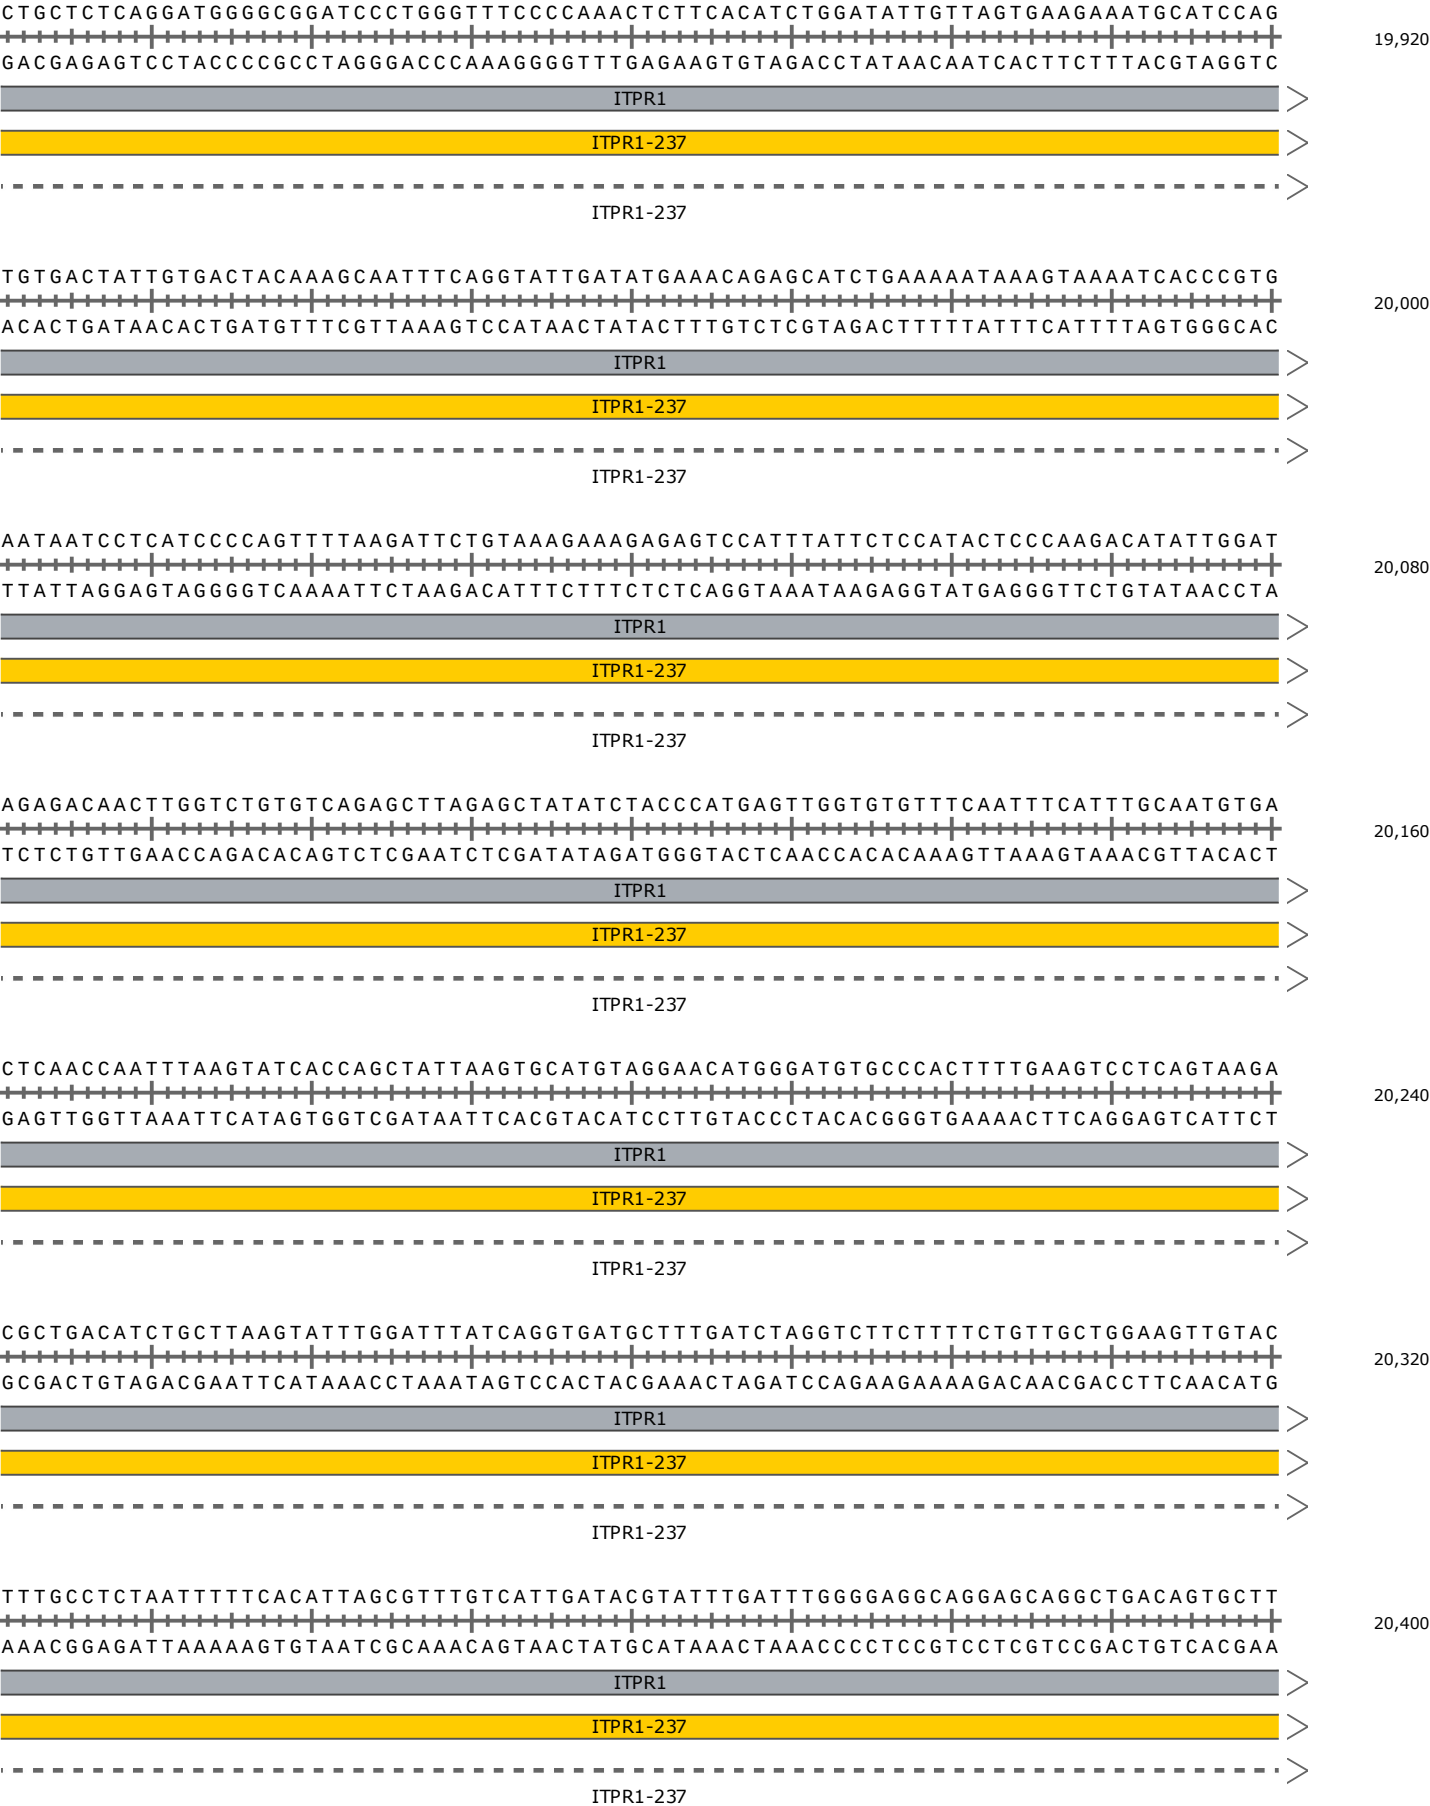 CTGCTCTCAGGATGGGGCGGATCCCTGGGTTTCCCCAAACTCTTCACATCTGGATATTGTTAGTGAAGAAATGCATCCAG
19,920
GACGAGAGTCCTACCCCGCCTAGGGACCCAAAGGGGTTTGAGAAGTGTAGACCTATAACAATCACTTCTTTACGTAGGTC
ITPR1
ITPR1-237
ITPR1-237
TGTGACTATTGTGACTACAAAGCAATTTCAGGTATTGATATGAAACAGAGCATCTGAAAAATAAAGTAAAATCACCCGTG
20,000
ACACTGATAACACTGATGTTTCGTTAAAGTCCATAACTATACTTTGTCTCGTAGACTTTTTATTTCATTTTAGTGGGCAC
ITPR1
ITPR1-237
ITPR1-237
AATAATCCTCATCCCCAGTTTTAAGATTCTGTAAAGAAAGAGAGTCCATTTATTCTCCATACTCCCAAGACATATTGGAT
20,080
TTATTAGGAGTAGGGGTCAAAATTCTAAGACATTTCTTTCTCTCAGGTAAATAAGAGGTATGAGGGTTCTGTATAACCTA
ITPR1
ITPR1-237
ITPR1-237
AGAGACAACTTGGTCTGTGTCAGAGCTTAGAGCTATATCTACCCATGAGTTGGTGTGTTTCAATTTCATTTGCAATGTGA
20,160
TCTCTGTTGAACCAGACACAGTCTCGAATCTCGATATAGATGGGTACTCAACCACACAAAGTTAAAGTAAACGTTACACT
ITPR1
ITPR1-237
ITPR1-237
CTCAACCAATTTAAGTATCACCAGCTATTAAGTGCATGTAGGAACATGGGATGTGCCCACTTTTGAAGTCCTCAGTAAGA
20,240
GAGTTGGTTAAATTCATAGTGGTCGATAATTCACGTACATCCTTGTACCCTACACGGGTGAAAACTTCAGGAGTCATTCT
ITPR1
ITPR1-237
ITPR1-237
CGCTGACATCTGCTTAAGTATTTGGATTTATCAGGTGATGCTTTGATCTAGGTCTTCTTTTCTGTTGCTGGAAGTTGTAC
20,320
GCGACTGTAGACGAATTCATAAACCTAAATAGTCCACTACGAAACTAGATCCAGAAGAAAAGACAACGACCTTCAACATG
ITPR1
ITPR1-237
ITPR1-237
TTTGCCTCTAATTTTTCACATTAGCGTTTGTCATTGATACGTATTTGATTTGGGGAGGCAGGAGCAGGCTGACAGTGCTT
20,400
AAACGGAGATTAAAAAGTGTAATCGCAAACAGTAACTATGCATAAACTAAACCCCTCCGTCCTCGTCCGACTGTCACGAA
ITPR1
ITPR1-237
ITPR1-237